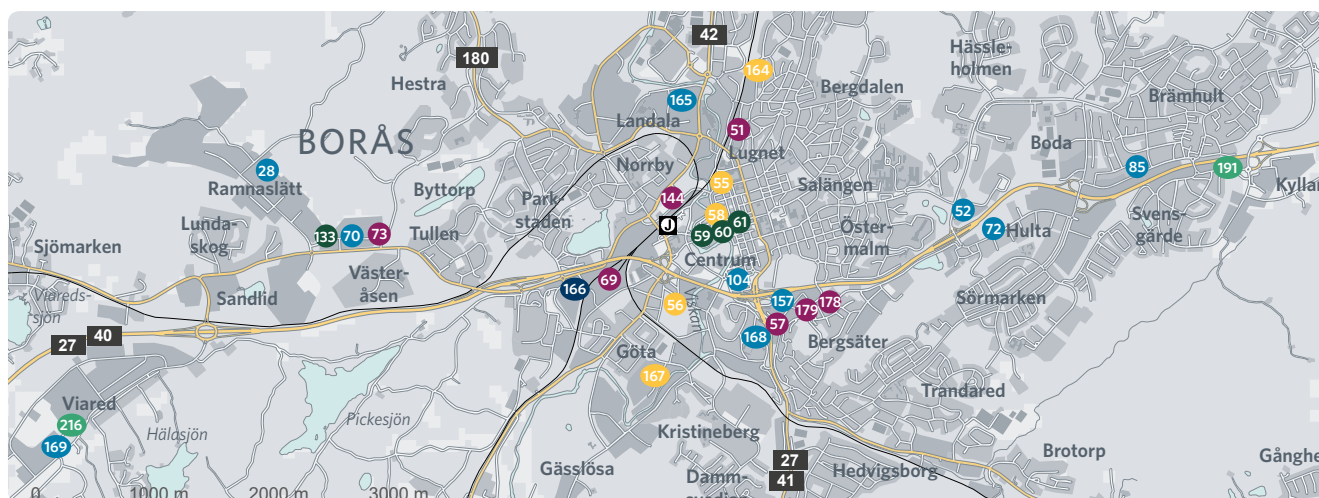 42
180
Hässle-
holmen
164
Hestra
Bergdalen
Brämhult
165
Landala
51
BORÅS
Lugnet
Boda
28
Norrby
85
191
Ramnaslätt
Byttorp
55
Salängen
Kyllar
Park-
staden
144
58
61
52
Svens-
gärde
Lunda-
skog
133
70
73
Tullen
J
59
60
Öster-
malm
72
Hulta
Sjömarken
Centrum
Väster-
åsen
69
104
Viareds-
sjön
Sandlid
166
56
Viskan
157
179
178
Sörmarken
27
40
57
168
Bergsäter
Göta
167
Trandared
Viared
216
Pickesjön
169
Hälasjön
Kristineberg
Brotorp
Gässlösa
27
41
Hedvigsborg
Gånghe
Damm-
0
1000 m
2000 m
3000 m